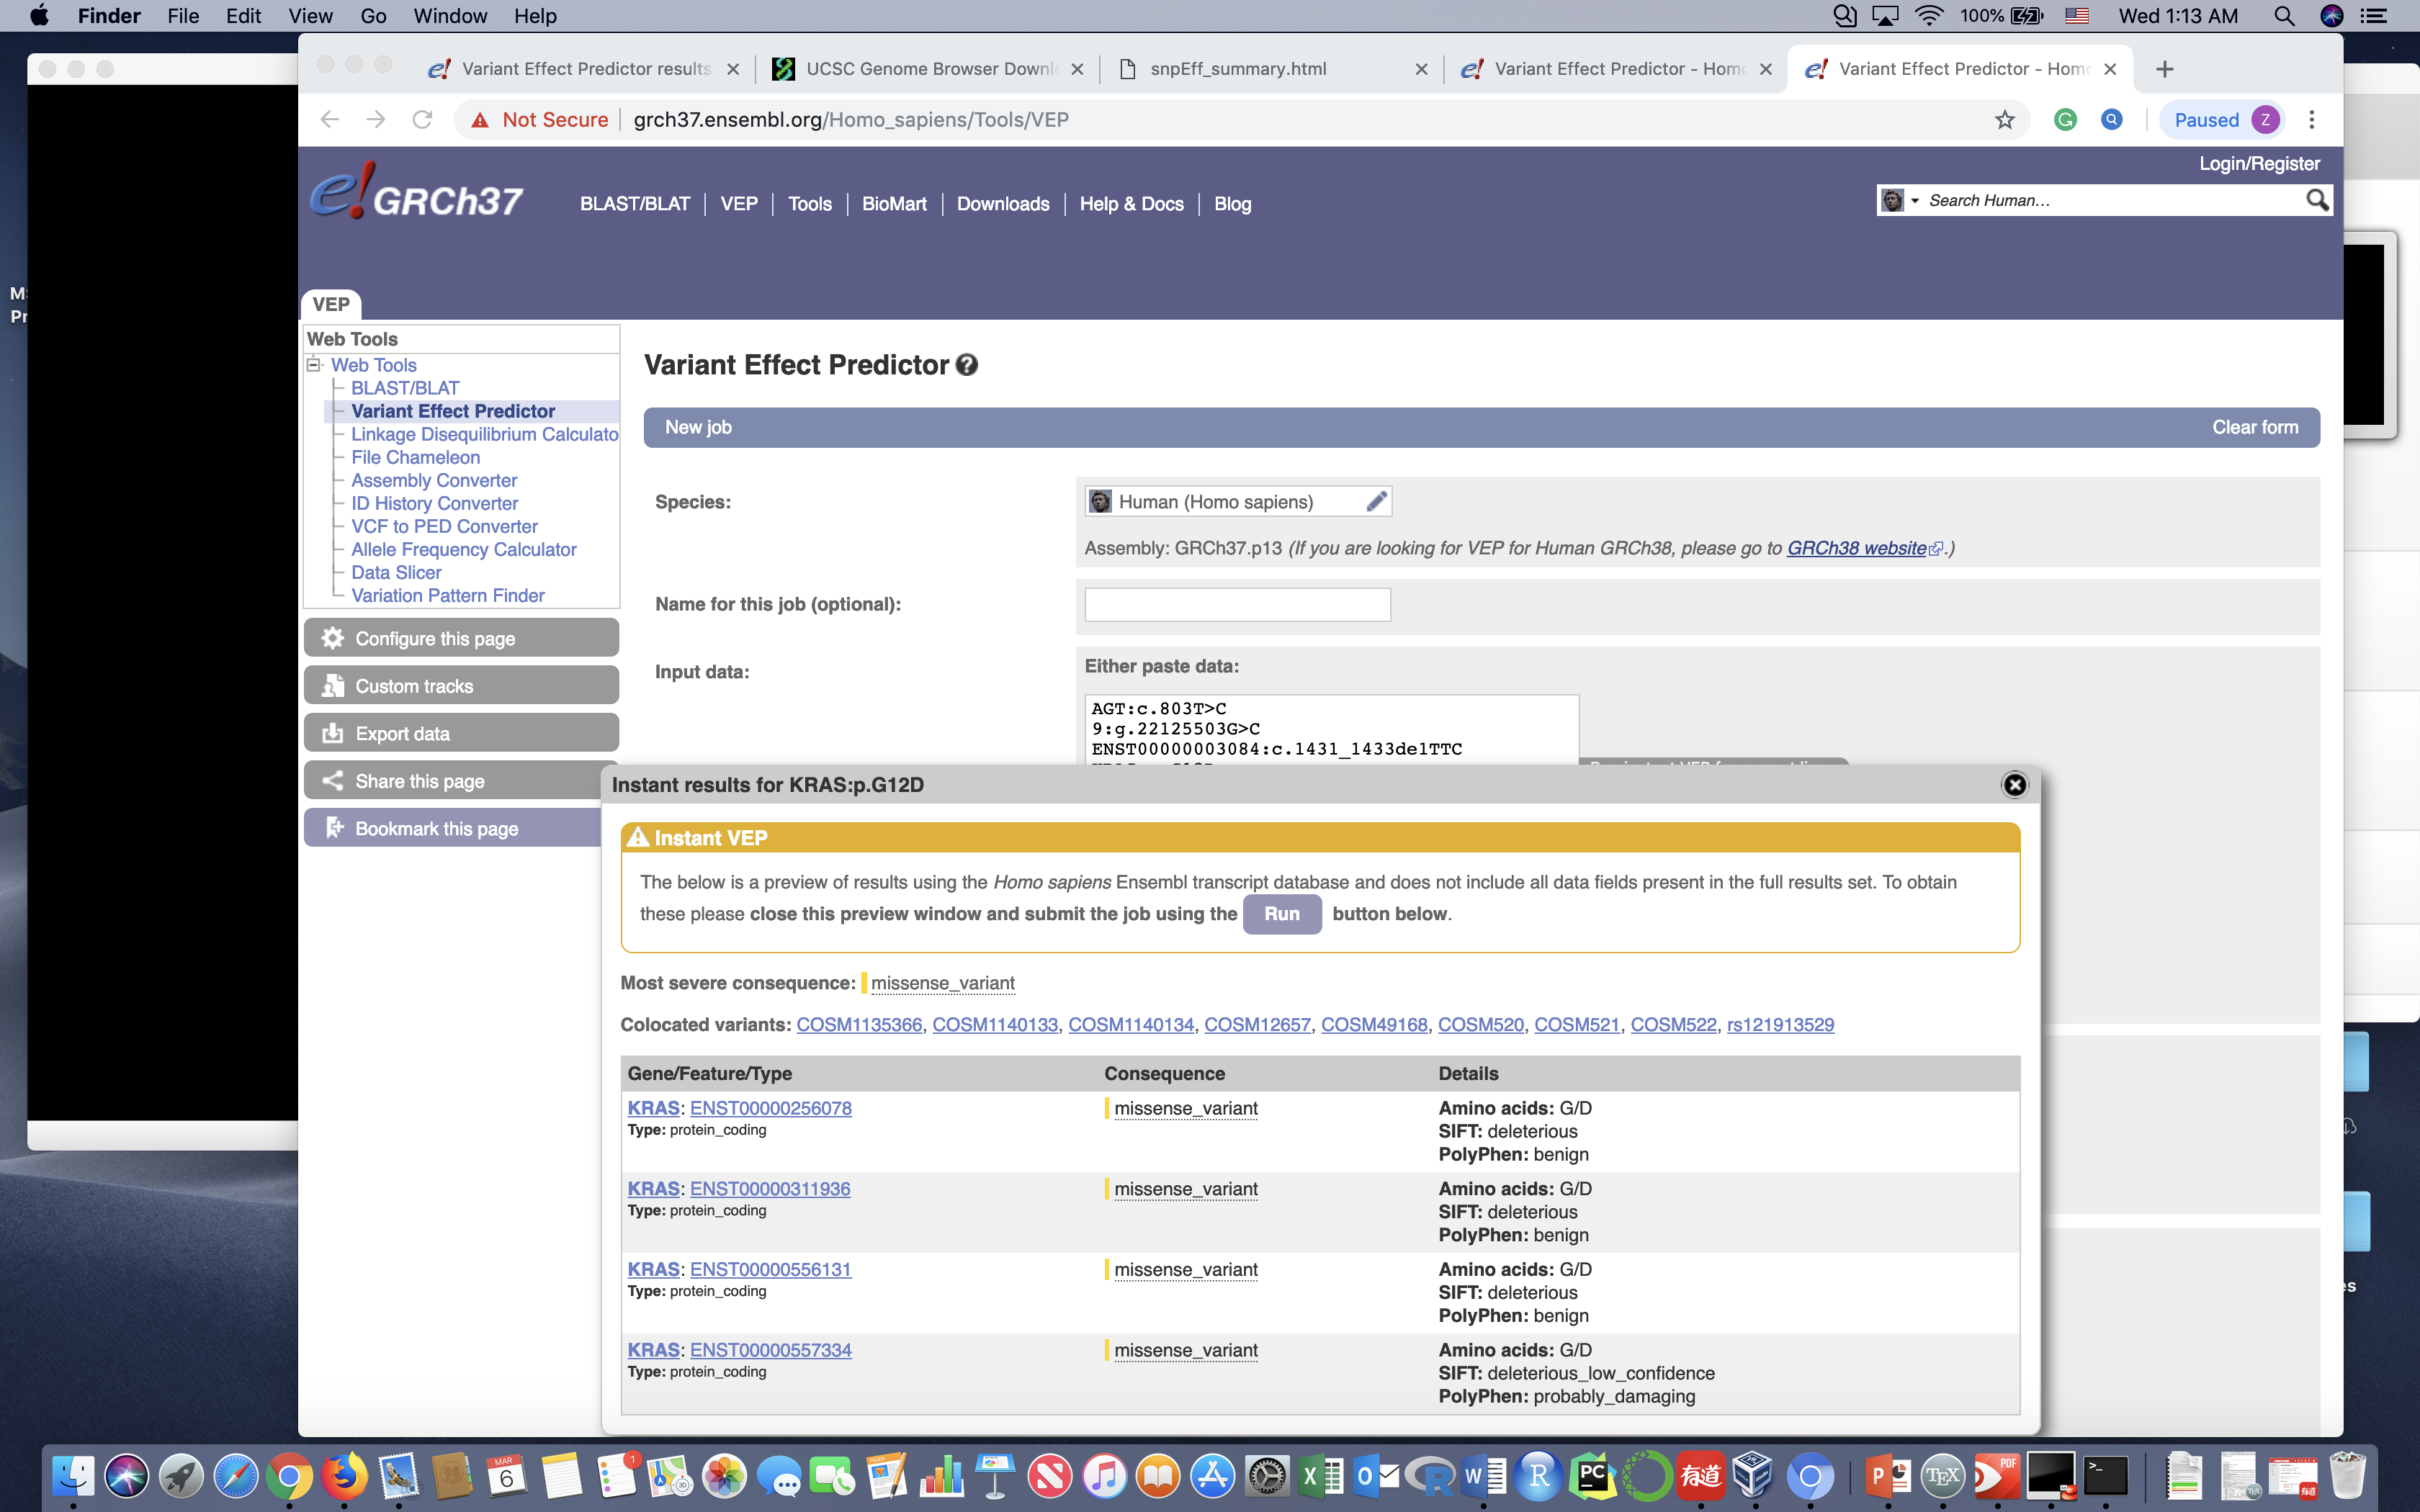 Finder File Edit View Go Window Help 100% Wed 1:13 AM
Variant Effect Predictor results
UCSC Genome Browser Downl
snpEff_summary.html
Variant Effect Predictor - Hom
Variant Effect Predictor - Hom
Not Secure grch37.ensembl.org/Homo_sapiens/Tools/VEP
Paused Z
Login/Register
e!GRCh37 BLAST/BLAT VEP Tools BioMart Downloads Help & Docs Blog
Search Human...
VEP
Web Tools
Web Tools
BLAST/BLAT
Variant Effect Predictor
Linkage Disequilibrium Calculato
File Chameleon
Assembly Converter
ID History Converter
VCF to PED Converter
Allele Frequency Calculator
Data Slicer
Variation Pattern Finder
Configure this page
Custom tracks
Export data
Share this page
Bookmark this page
Variant Effect Predictor
New job Clear form
Species:
Human (Homo sapiens)
Assembly: GRCh37.p13 (If you are looking for VEP for Human GRCh38, please go to GRCh38 website.)
Name for this job (optional):
Input data:
Either paste data:
AGT:c.803T>C
9:g.22125503G>C
ENST00000003084:c.1431_1433delTTC
Instant results for KRAS:p.G12D
Instant VEP
The below is a preview of results using the Homo sapiens Ensembl transcript database and does not include all data fields present in the full results set. To obtain
these please close this preview window and submit the job using the Run button below.
Most severe consequence: missense_variant
Colocated variants: COSM1135366, COSM1140133, COSM1140134, COSM12657, COSM49168, COSM520, COSM521, COSM522, rs121913529
Gene/Feature/Type Consequence Details
KRAS: ENST00000256078 missense_variant Amino acids: G/D
Type: protein_coding SIFT: deleterious
PolyPhen: benign
KRAS: ENST00000311936 missense_variant Amino acids: G/D
Type: protein_coding SIFT: deleterious
PolyPhen: benign
KRAS: ENST00000556131 missense_variant Amino acids: G/D
Type: protein_coding SIFT: deleterious
PolyPhen: benign
KRAS: ENST00000557334 missense_variant Amino acids: G/D
Type: protein_coding SIFT: deleterious_low_confidence
PolyPhen: probably_damaging
MAR
6
1
PC
有道
TEX
PDF